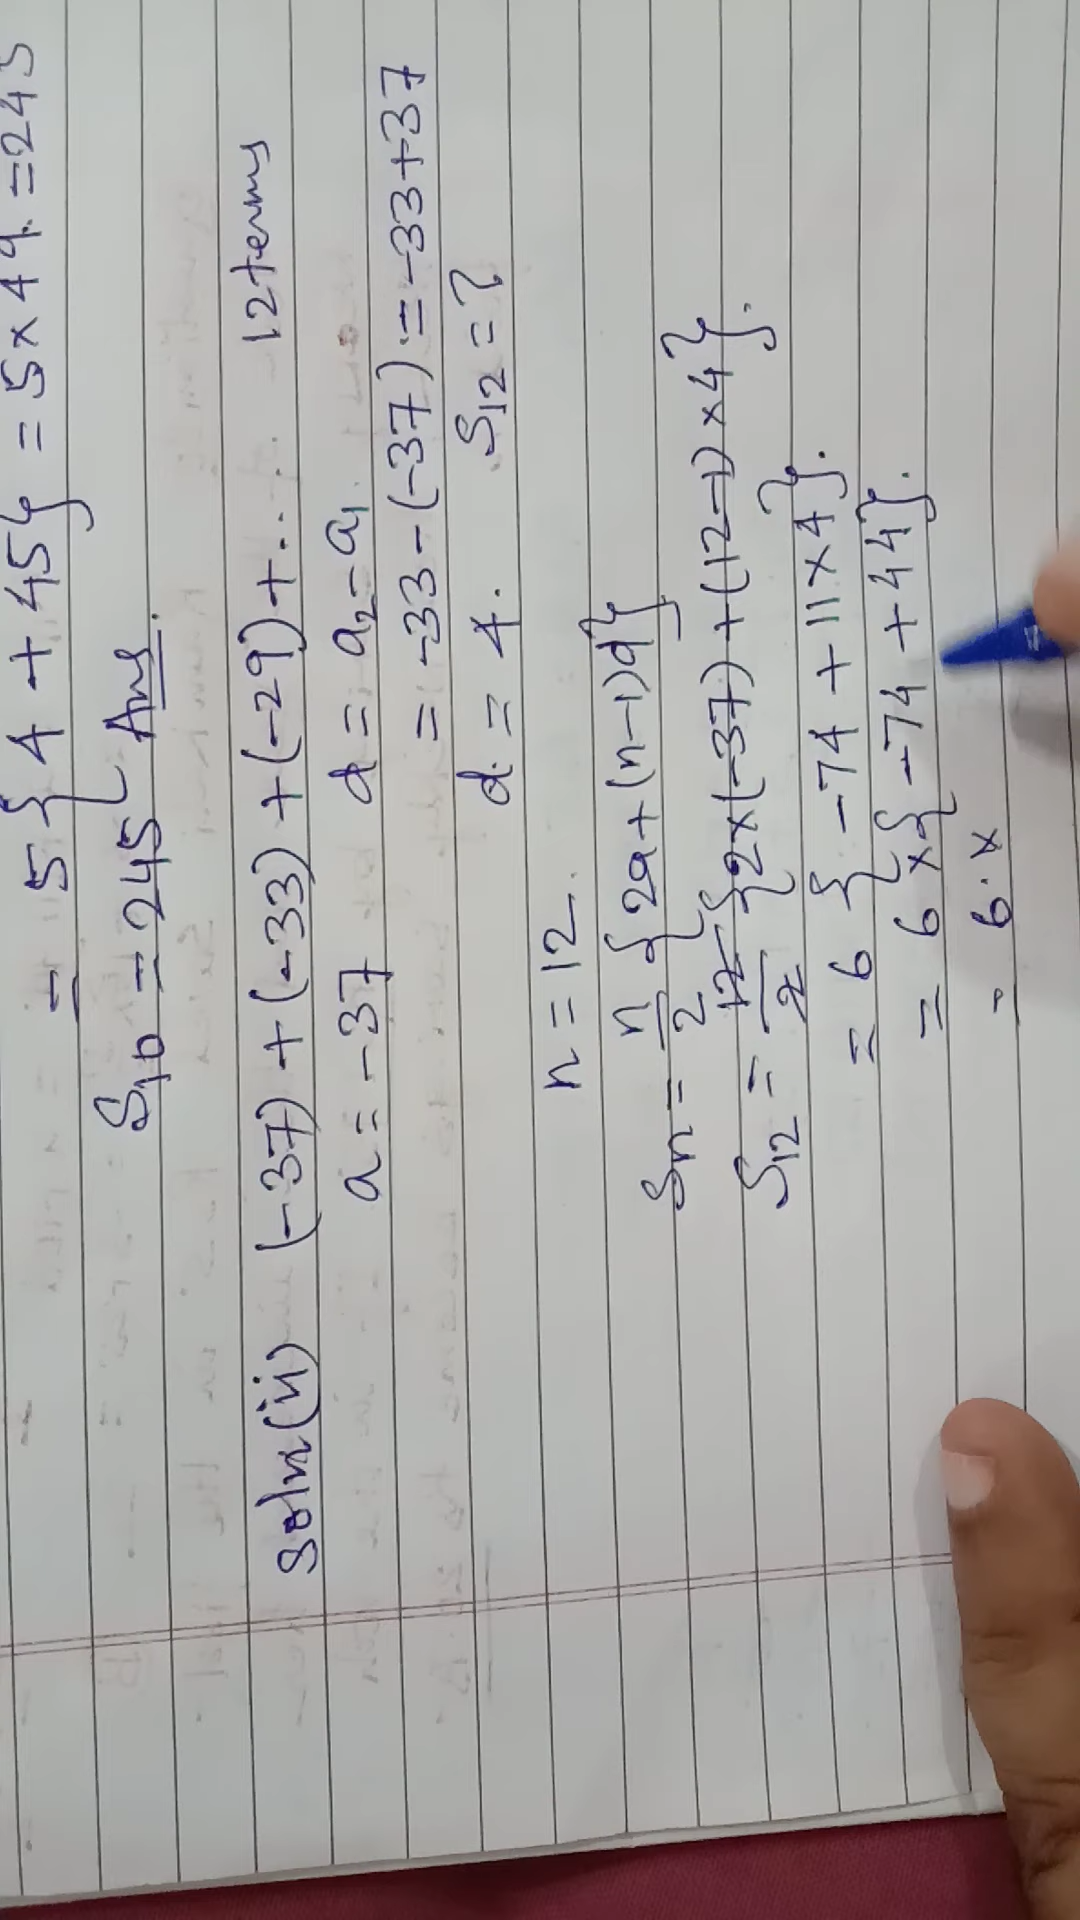 = 5{4 + 45} = 5 × 49 = 245
S10 = 245 Ans.
Soln (ii) (-37) + (-33) + (-29) + ... 12 terms
a = -37 d = a2 - a1
= -33 - (-37) = -33 + 37
d = 4. S12 = ?
n = 12.
Sn = n/2 {2a + (n-1)d}
S12 = 12/2 {2×(-37) + (12-1) × 4}.
= 6 {-74 + 11 × 4}.
= 6 × {-74 + 44}.
= 6 ×